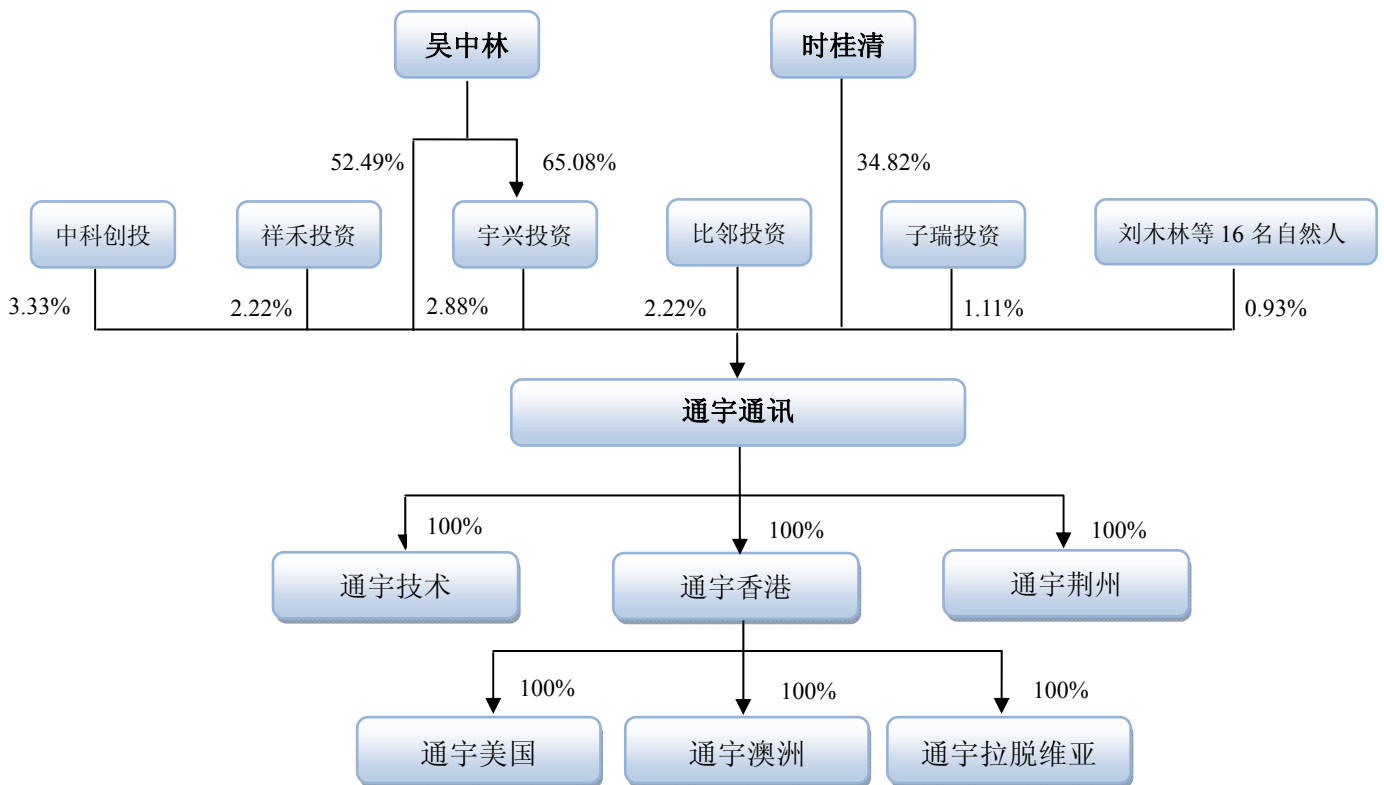 吴中林
时桂清
52.49%
65.08%
34.82%
中科创投
祥禾投资
宇兴投资
比邻投资
子瑞投资
刘木林等 16 名自然人
3.33%
2.22%
2.88%
2.22%
1.11%
0.93%
通宇通讯
100%
100%
100%
通宇技术
通宇香港
通宇荆州
100%
100%
100%
通宇美国
通宇澳洲
通宇拉脱维亚